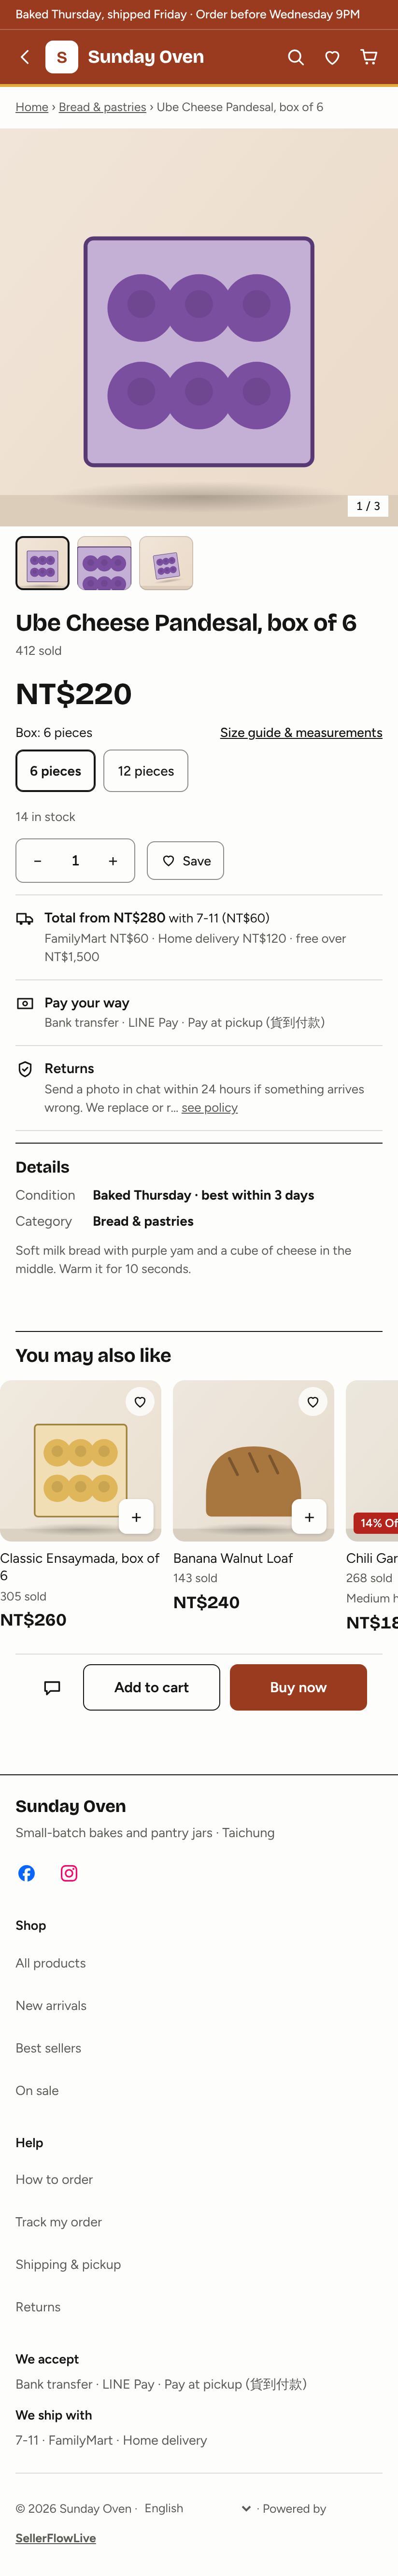 Baked Thursday, shipped Friday · Order before Wednesday 9PM
S
Sunday Oven
Home › Bread & pastries › Ube Cheese Pandesal, box of 6
1 / 3
Ube Cheese Pandesal, box of 6
412 sold
NT$220
Box: 6 pieces
Size guide & measurements
6 pieces
12 pieces
14 in stock
− 1 +
Save
Total from NT$280 with 7-11 (NT$60)
FamilyMart NT$60 · Home delivery NT$120 · free over
NT$1,500
Pay your way
Bank transfer · LINE Pay · Pay at pickup (貨到付款)
Returns
Send a photo in chat within 24 hours if something arrives
wrong. We replace or r… see policy
Details
Condition Baked Thursday · best within 3 days
Category Bread & pastries
Soft milk bread with purple yam and a cube of cheese in the
middle. Warm it for 10 seconds.
You may also like
+
Classic Ensaymada, box of
6
305 sold
NT$260
+
Banana Walnut Loaf
143 sold
NT$240
14% Of
Chili Gar
268 sold
Medium h
NT$18
Add to cart
Buy now
Sunday Oven
Small-batch bakes and pantry jars · Taichung
Shop
All products
New arrivals
Best sellers
On sale
Help
How to order
Track my order
Shipping & pickup
Returns
We accept
Bank transfer · LINE Pay · Pay at pickup (貨到付款)
We ship with
7-11 · FamilyMart · Home delivery
© 2026 Sunday Oven · English · Powered by
SellerFlowLive